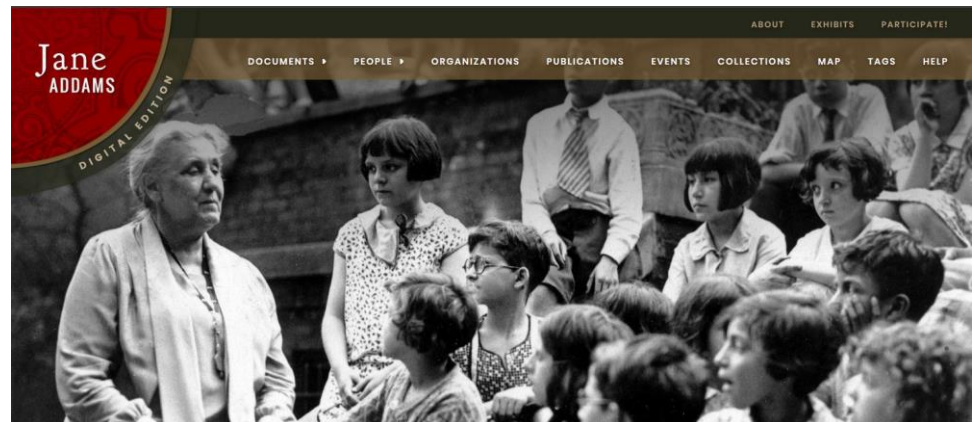 ABOUT EXHIBITS PARTICIPATE!
Jane
ADDAMS
DIGITAL EDITION
DOCUMENTS PEOPLE ORGANIZATIONS PUBLICATIONS EVENTS COLLECTIONS MAP TAGS HELP